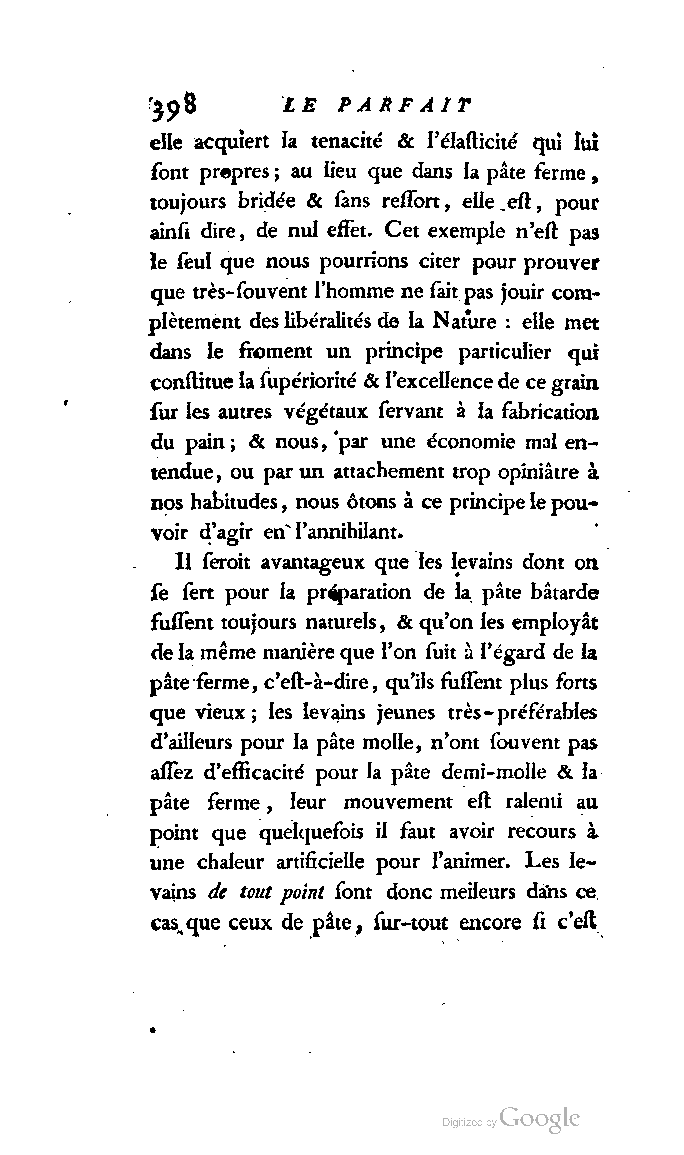 398 LE PARFAIT
elle acquiert la tenacité & l'élaſticité qui lui
ſont propres ; au lieu que dans la pâte ferme,
toujours bridée & ſans reſſort, elle eſt, pour
ainſi dire, de nul effet. Cet exemple n'eſt pas
le ſeul que nous pourrions citer pour prouver
que très-ſouvent l'homme ne ſait pas jouir com-
plètement des libéralités de la Nature : elle met
dans le froment un principe particulier qui
conſtitue la ſupériorité & l'excellence de ce grain
ſur les autres végétaux ſervant à la fabrication
du pain ; & nous, par une économie mal en-
tendue, ou par un attachement trop opiniâtre à
nos habitudes, nous ôtons à ce principe le pou-
voir d'agir en l'annihilant.
Il ſeroit avantageux que les levains dont on
ſe ſert pour la préparation de la pâte bâtarde
fuſſent toujours naturels, & qu'on les employât
de la même manière que l'on ſuit à l'égard de la
pâte ferme, c'eſt-à-dire, qu'ils fuſſent plus forts
que vieux ; les levains jeunes très-préférables
d'ailleurs pour la pâte molle, n'ont ſouvent pas
aſſez d'efficacité pour la pâte demi-molle & la
pâte ferme, leur mouvement eſt ralenti au
point que quelquefois il faut avoir recours à
une chaleur artificielle pour l'animer. Les le-
vains de tout point ſont donc meileurs dans ce
cas que ceux de pâte, ſur-tout encore ſi c'eſt
Digitized by Google